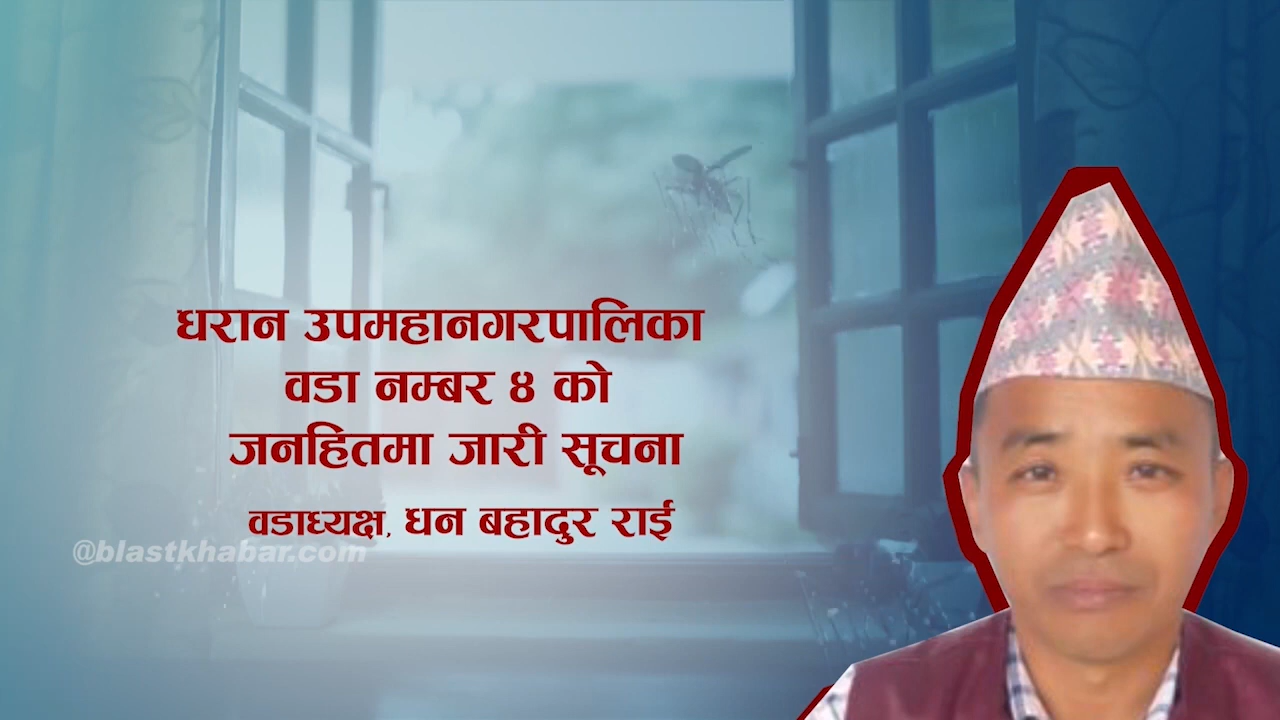 धरान उपमहानगरपालिका
वडा नम्बर ४ को
जनहितमा जारी सूचना
वडाध्यक्ष, धन बहादुर राई
@blastkhabar.com